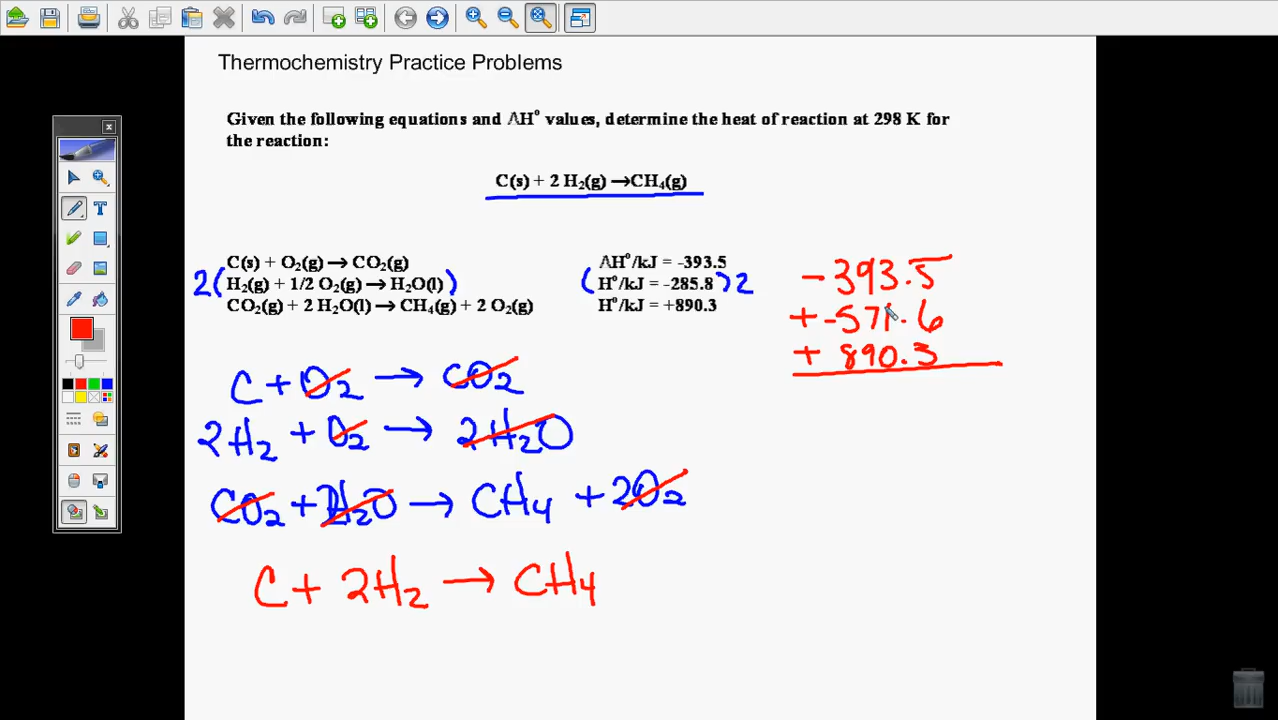 Thermochemistry Practice Problems
Given the following equations and ΔH° values, determine the heat of reaction at 298 K for
the reaction:
C(s) + 2 H₂(g) →CH₄(g)
C(s) + O₂(g) → CO₂(g) ΔH°/kJ = -393.5
2( H₂(g) + 1/2 O₂(g) → H₂O(l) ) ( H°/kJ = -285.8 ) 2
CO₂(g) + 2 H₂O(l) → CH₄(g) + 2 O₂(g) H°/kJ = +890.3
-393.5
+ -571.6
+ 890.3
C + O₂ → CO₂
2H₂ + O₂ → 2H₂O
CO₂ + 2H₂O → CH₄ + 2O₂
C + 2H₂ → CH₄